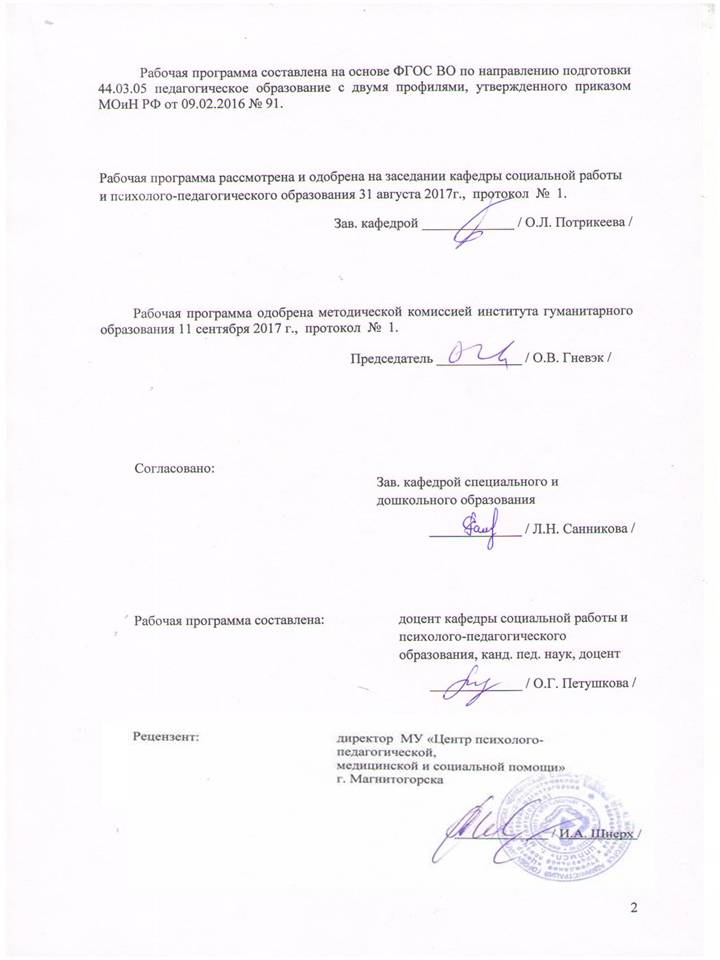 Рабочая программа составлена на основе ФГОС ВО по направлению подготовки
44.03.05 педагогическое образование с двумя профилями, утвержденного приказом
МОиН РФ от 09.02.2016 № 91.
Рабочая программа рассмотрена и одобрена на заседании кафедры социальной работы
и психолого-педагогического образования 31 августа 2017г., протокол № 1.
Зав. кафедрой ______________ / О.Л. Потрикеева /
Рабочая программа одобрена методической комиссией института гуманитарного
образования 11 сентября 2017 г., протокол № 1.
Председатель _____________ / О.В. Гневэк /
Согласовано:
Зав. кафедрой специального и
дошкольного образования
______________ / Л.Н. Санникова /
Рабочая программа составлена:
доцент кафедры социальной работы и
психолого-педагогического
образования, канд. пед. наук, доцент
______________ / О.Г. Петушкова /
Рецензент:
директор МУ «Центр психолого-
педагогической,
медицинской и социальной помощи»
г. Магнитогорска
______________ / И.А. Шнерх /
2